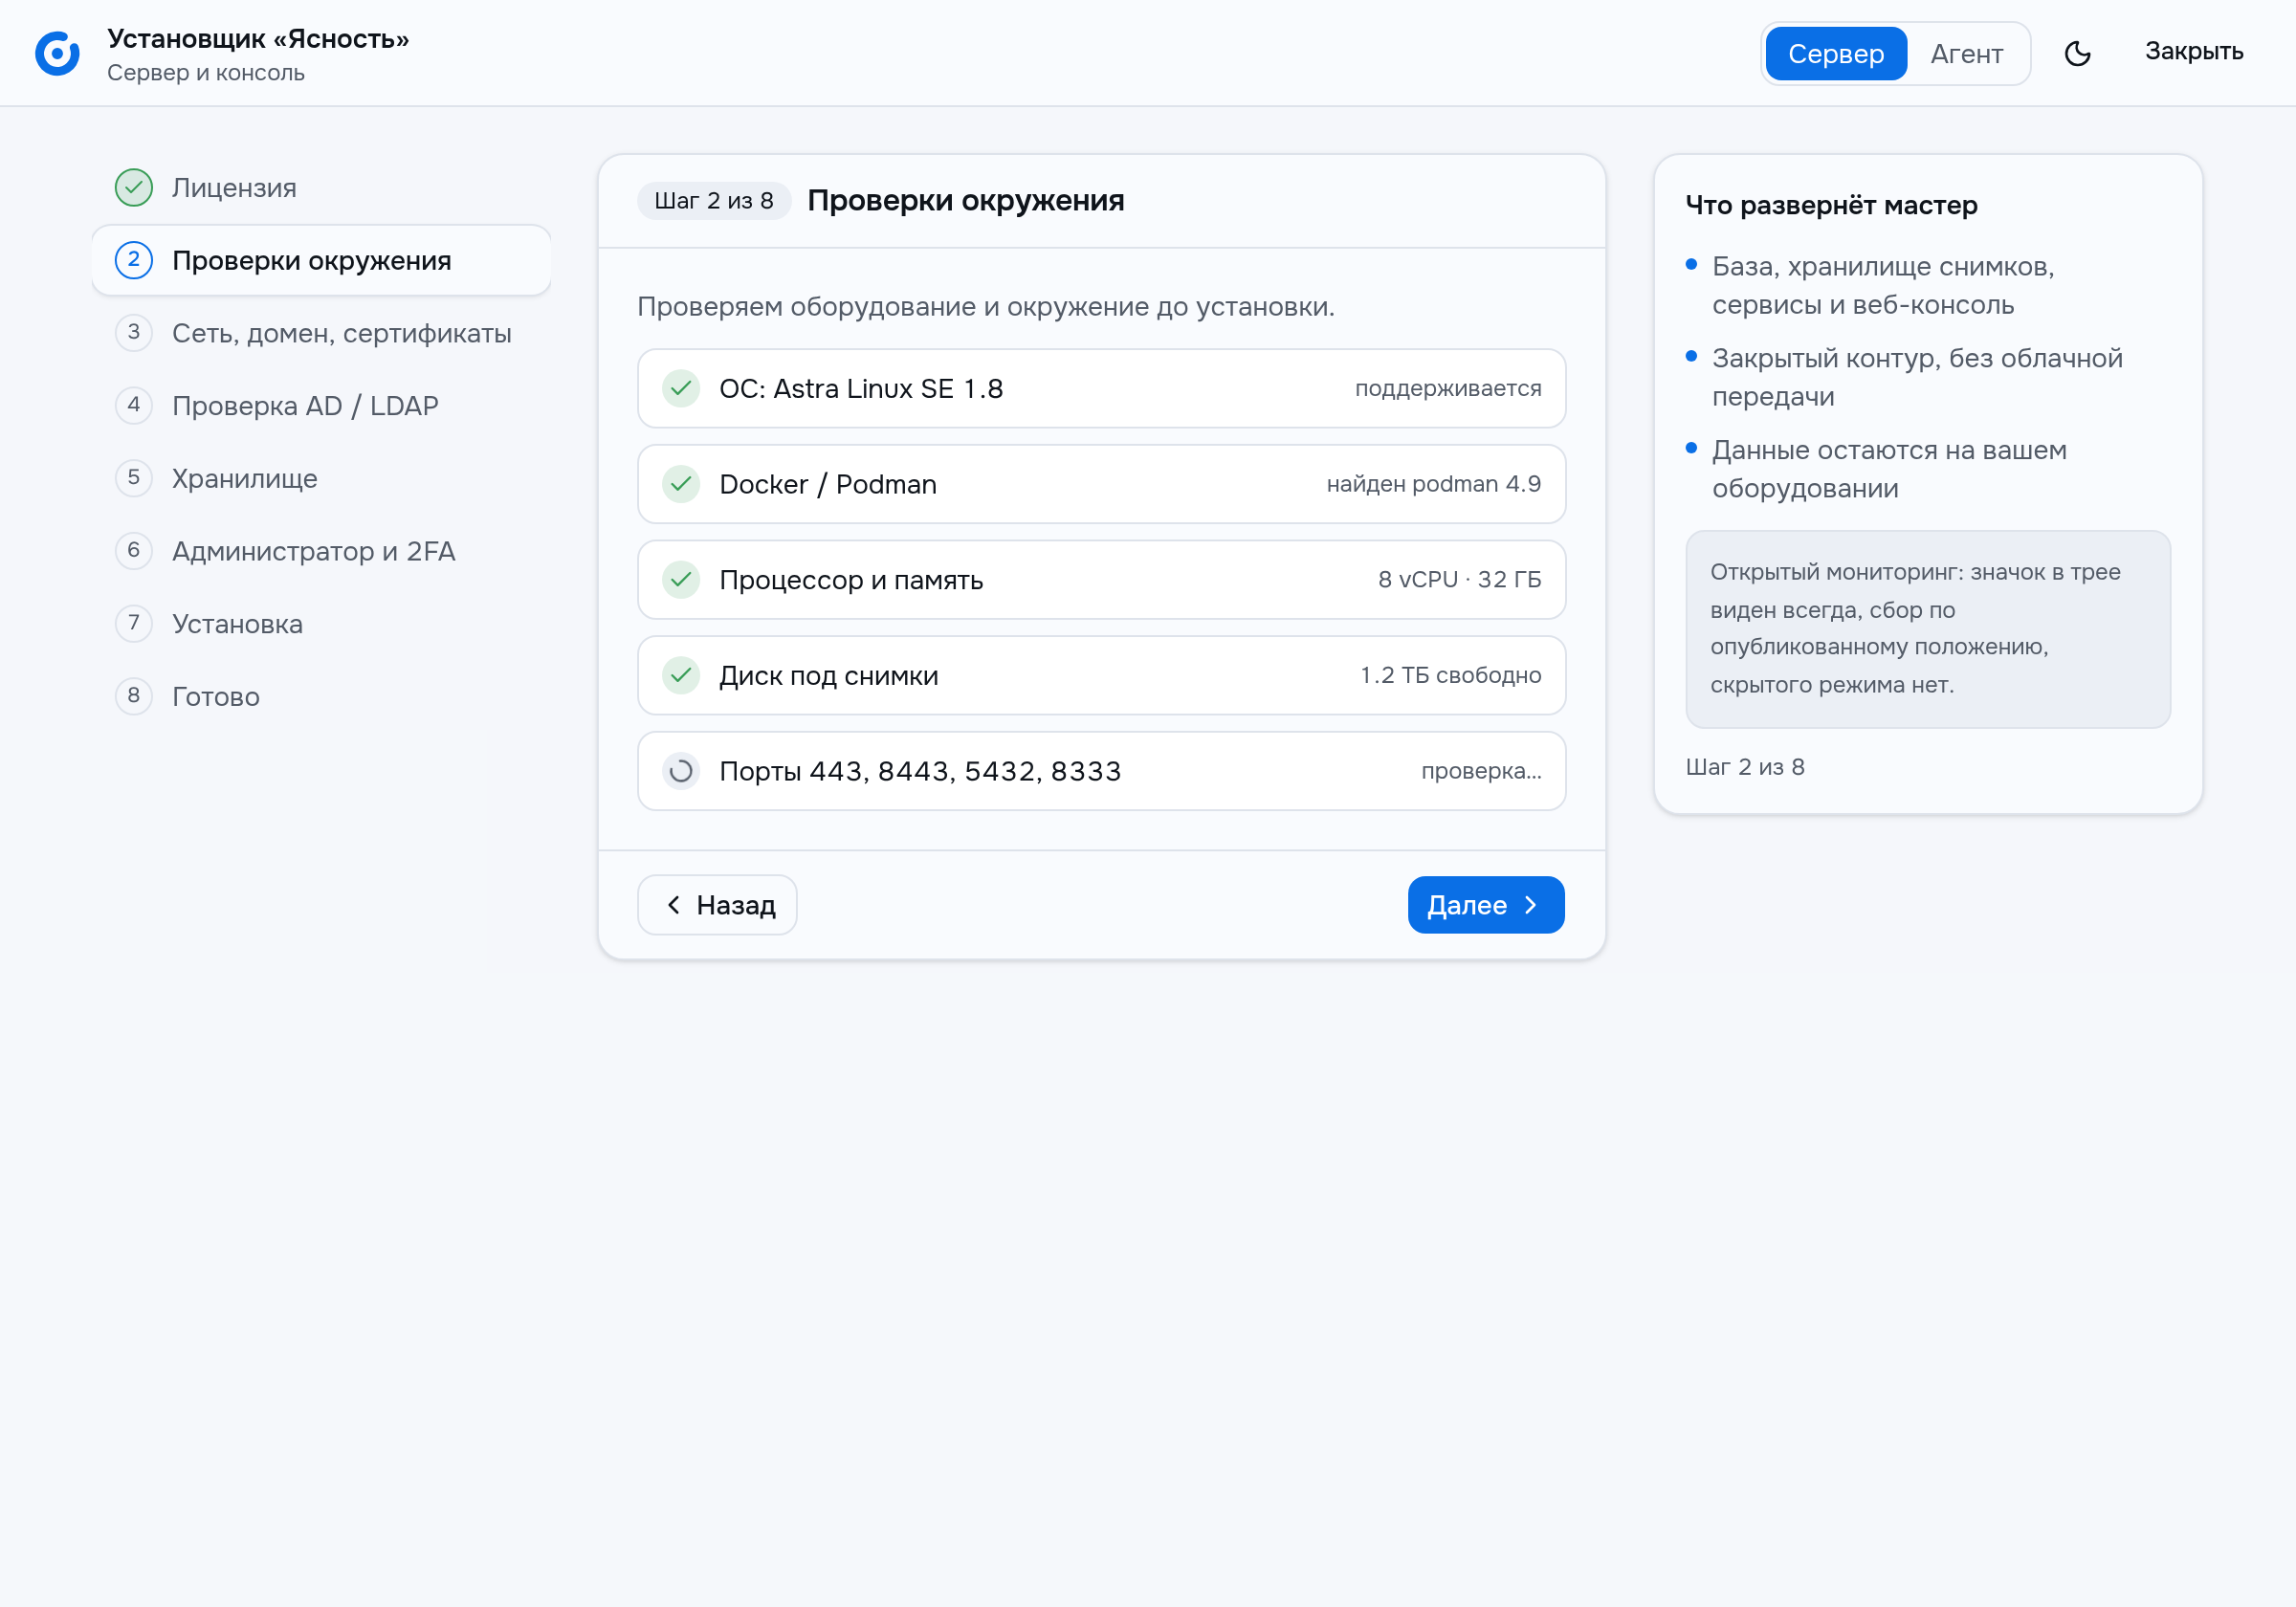 Установщик «Ясность»
Сервер и консоль
Сервер
Агент
Закрыть
Лицензия
2 Проверки окружения
3 Сеть, домен, сертификаты
4 Проверка AD / LDAP
5 Хранилище
6 Администратор и 2FA
7 Установка
8 Готово
Шаг 2 из 8 Проверки окружения
Проверяем оборудование и окружение до установки.
ОС: Astra Linux SE 1.8 поддерживается
Docker / Podman найден podman 4.9
Процессор и память 8 vCPU · 32 ГБ
Диск под снимки 1.2 ТБ свободно
Порты 443, 8443, 5432, 8333 проверка...
Назад
Далее
Что развернёт мастер
База, хранилище снимков,
сервисы и веб-консоль
Закрытый контур, без облачной
передачи
Данные остаются на вашем
оборудовании
Открытый мониторинг: значок в трее
виден всегда, сбор по
опубликованному положению,
скрытого режима нет.
Шаг 2 из 8